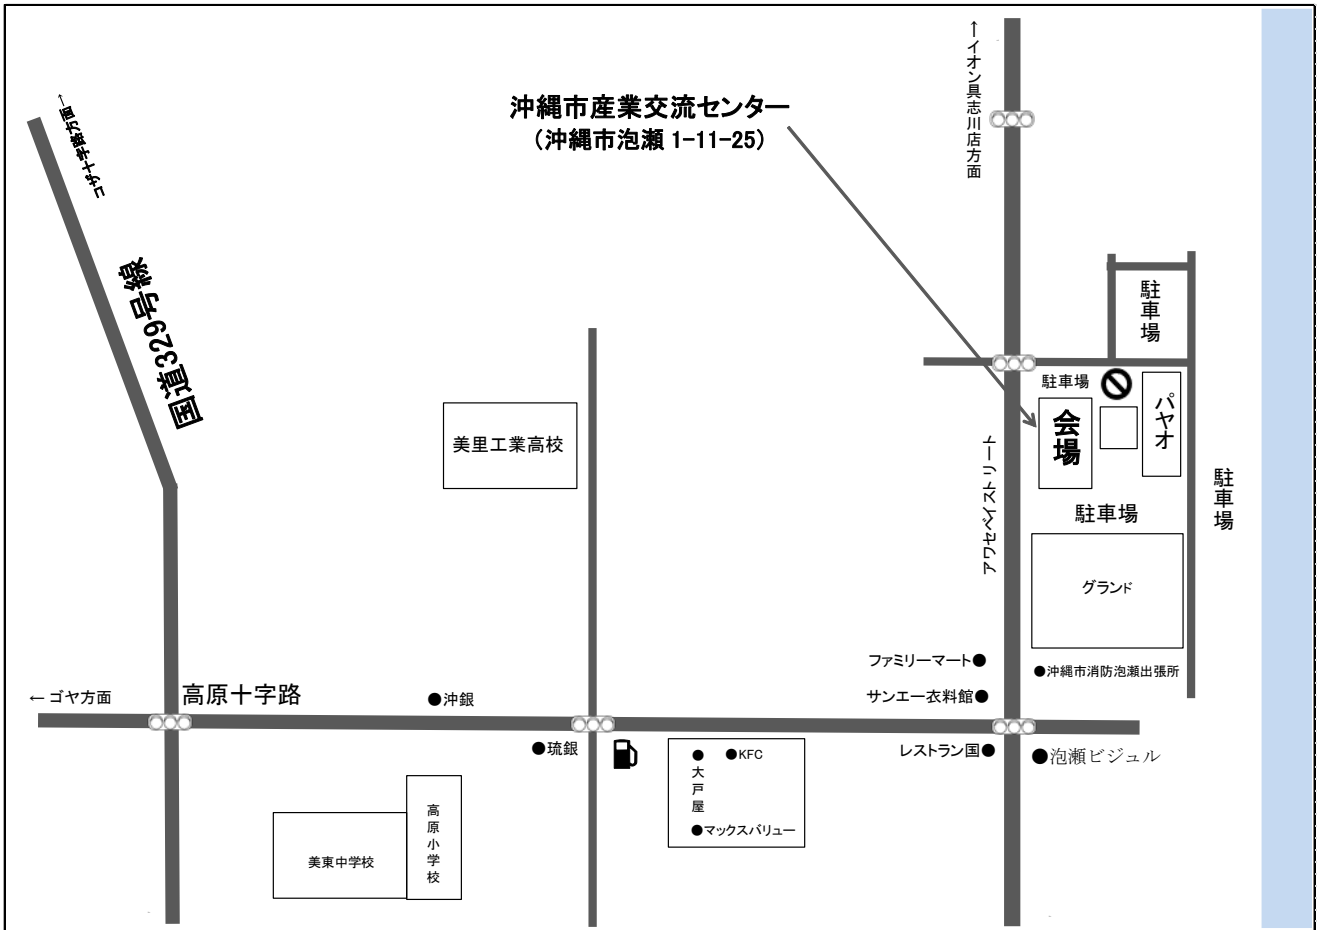 ↑イオン具志川店方面
コザ十字路方面→
沖縄市産業交流センター
（沖縄市泡瀬 1-11-25）
国道329号線
駐車場
駐車場
会場
パヤオ
美里工業高校
アワセベイストリート
駐車場
駐車場
グランド
ファミリーマート●
●沖縄市消防泡瀬出張所
← ゴヤ方面
高原十字路
●沖銀
サンエー衣料館●
●琉銀
●大戸屋
●KFC
レストラン国●
●泡瀬ビジュル
●マックスバリュー
高原小学校
美東中学校